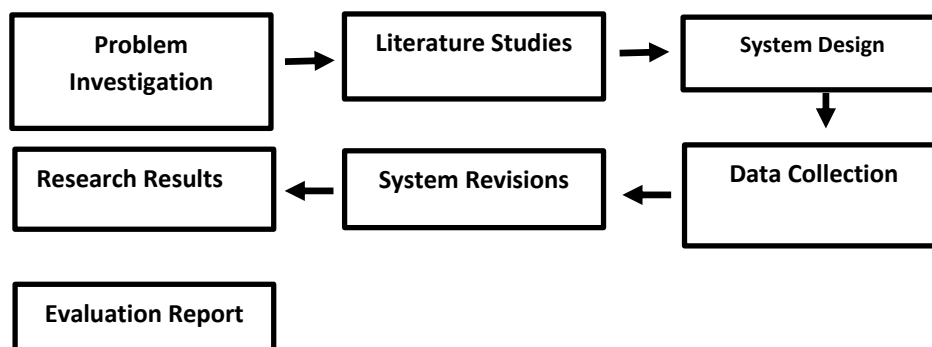 Problem
Investigation
Literature Studies
System Design
Research Results
System Revisions
Data Collection
Evaluation Report